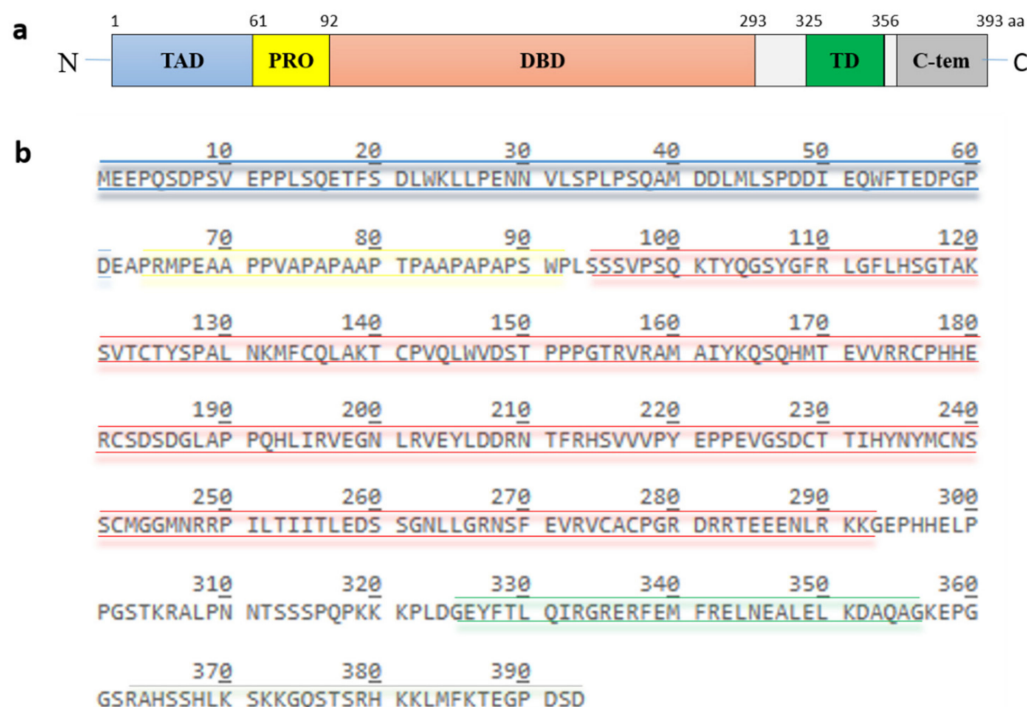 a
1 61 92 293 325 356 393 aa
N TAD PRO DBD TD C-tem C
b
10 20 30 40 50 60
MEEPQSDPSV EPPLSQETFS DLWKLLPENN VLSPLPSQAM DDLMLSPDDI EQWFTEDPGP
70 80 90 100 110 120
DEAPRMPEAA PPVAPAPAAP TPAAPAPAPS WPLSSSVPSQ KTYQGSYGFR LGFLHSGTAK
130 140 150 160 170 180
SVTCTYSPAL NKMFCQLAKT CPVQLWVDST PPPGTRVRAM AIYKQSQHMT EVVRRCPHHE
190 200 210 220 230 240
RCSDSDGLAP PQHLIRVEGN LRVEYLDDRN TFRHSVVVPY EPPEVGSDCT TIHYNYMCNS
250 260 270 280 290 300
SCMGGMNRRP ILTIITLEDS SGNLLGRNSF EVRVCACPGR DRRTEEENLR KKGEPHHELP
310 320 330 340 350 360
PGSTKRALPN NTSSSPQPKK KPLDGEYFTL QIRGRERFEM FRELNEALEL KDAQAGKEPG
370 380 390
GSRAHSSHLK SKKGQSTSRH KKLMFKTEGP DSD